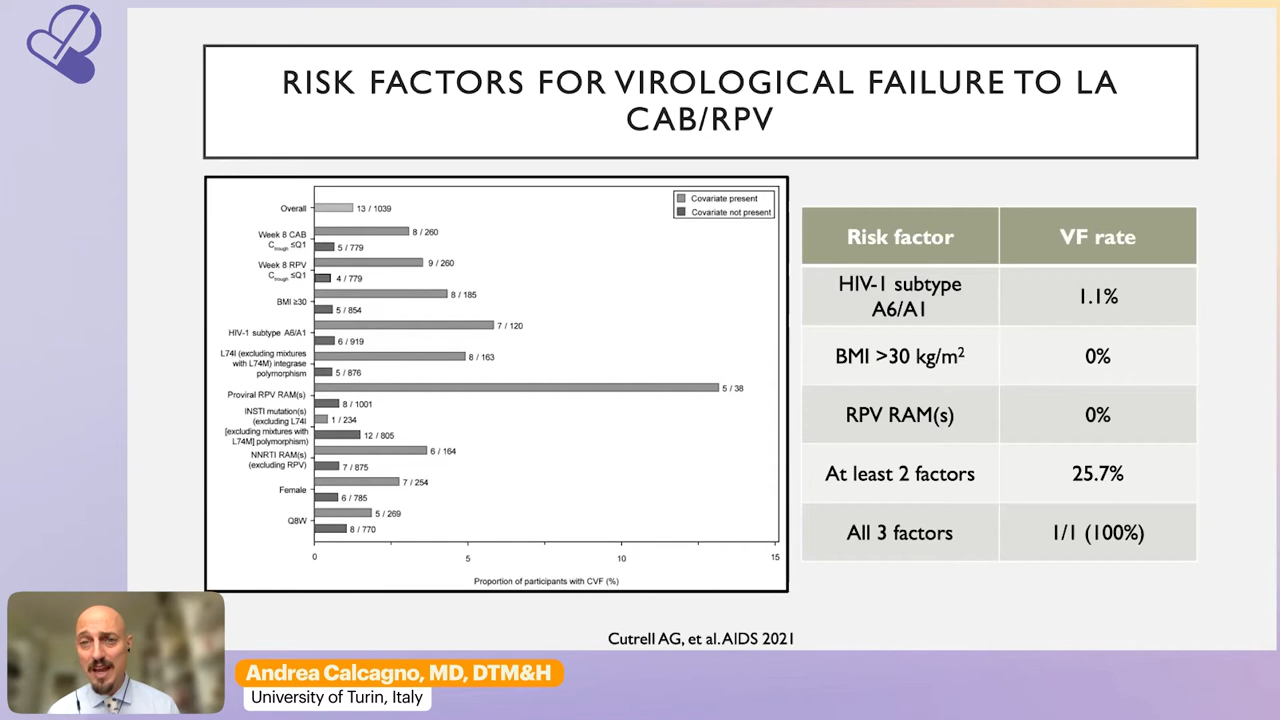 RISK FACTORS FOR VIROLOGICAL FAILURE TO LA
CAB/RPV
Covariate present
Covariate not present
Overall
13 / 1039
Week 8 CAB
Ctrough ≤Q1
8 / 260
5 / 779
Week 8 RPV
Ctrough ≤Q1
9 / 260
4 / 779
BMI ≥30
8 / 185
5 / 854
HIV-1 subtype A6/A1
7 / 120
6 / 919
L74I (excluding mixtures
with L74M) integrase
polymorphism
8 / 163
5 / 876
Proviral RPV RAM(s)
5 / 38
8 / 1001
INSTI mutation(s)
(excluding L74I
[excluding mixtures with
L74M] polymorphism)
1 / 234
12 / 805
NNRTI RAM(s)
(excluding RPV)
6 / 164
7 / 875
Female
7 / 254
6 / 785
Q8W
5 / 269
8 / 770
0
5
10
15
Proportion of participants with CVF (%)
Risk factor
VF rate
HIV-1 subtype
A6/A1
1.1%
BMI >30 kg/m²
0%
RPV RAM(s)
0%
At least 2 factors
25.7%
All 3 factors
1/1 (100%)
Cutrell AG, et al. AIDS 2021
Andrea Calcagno, MD, DTM&H
University of Turin, Italy